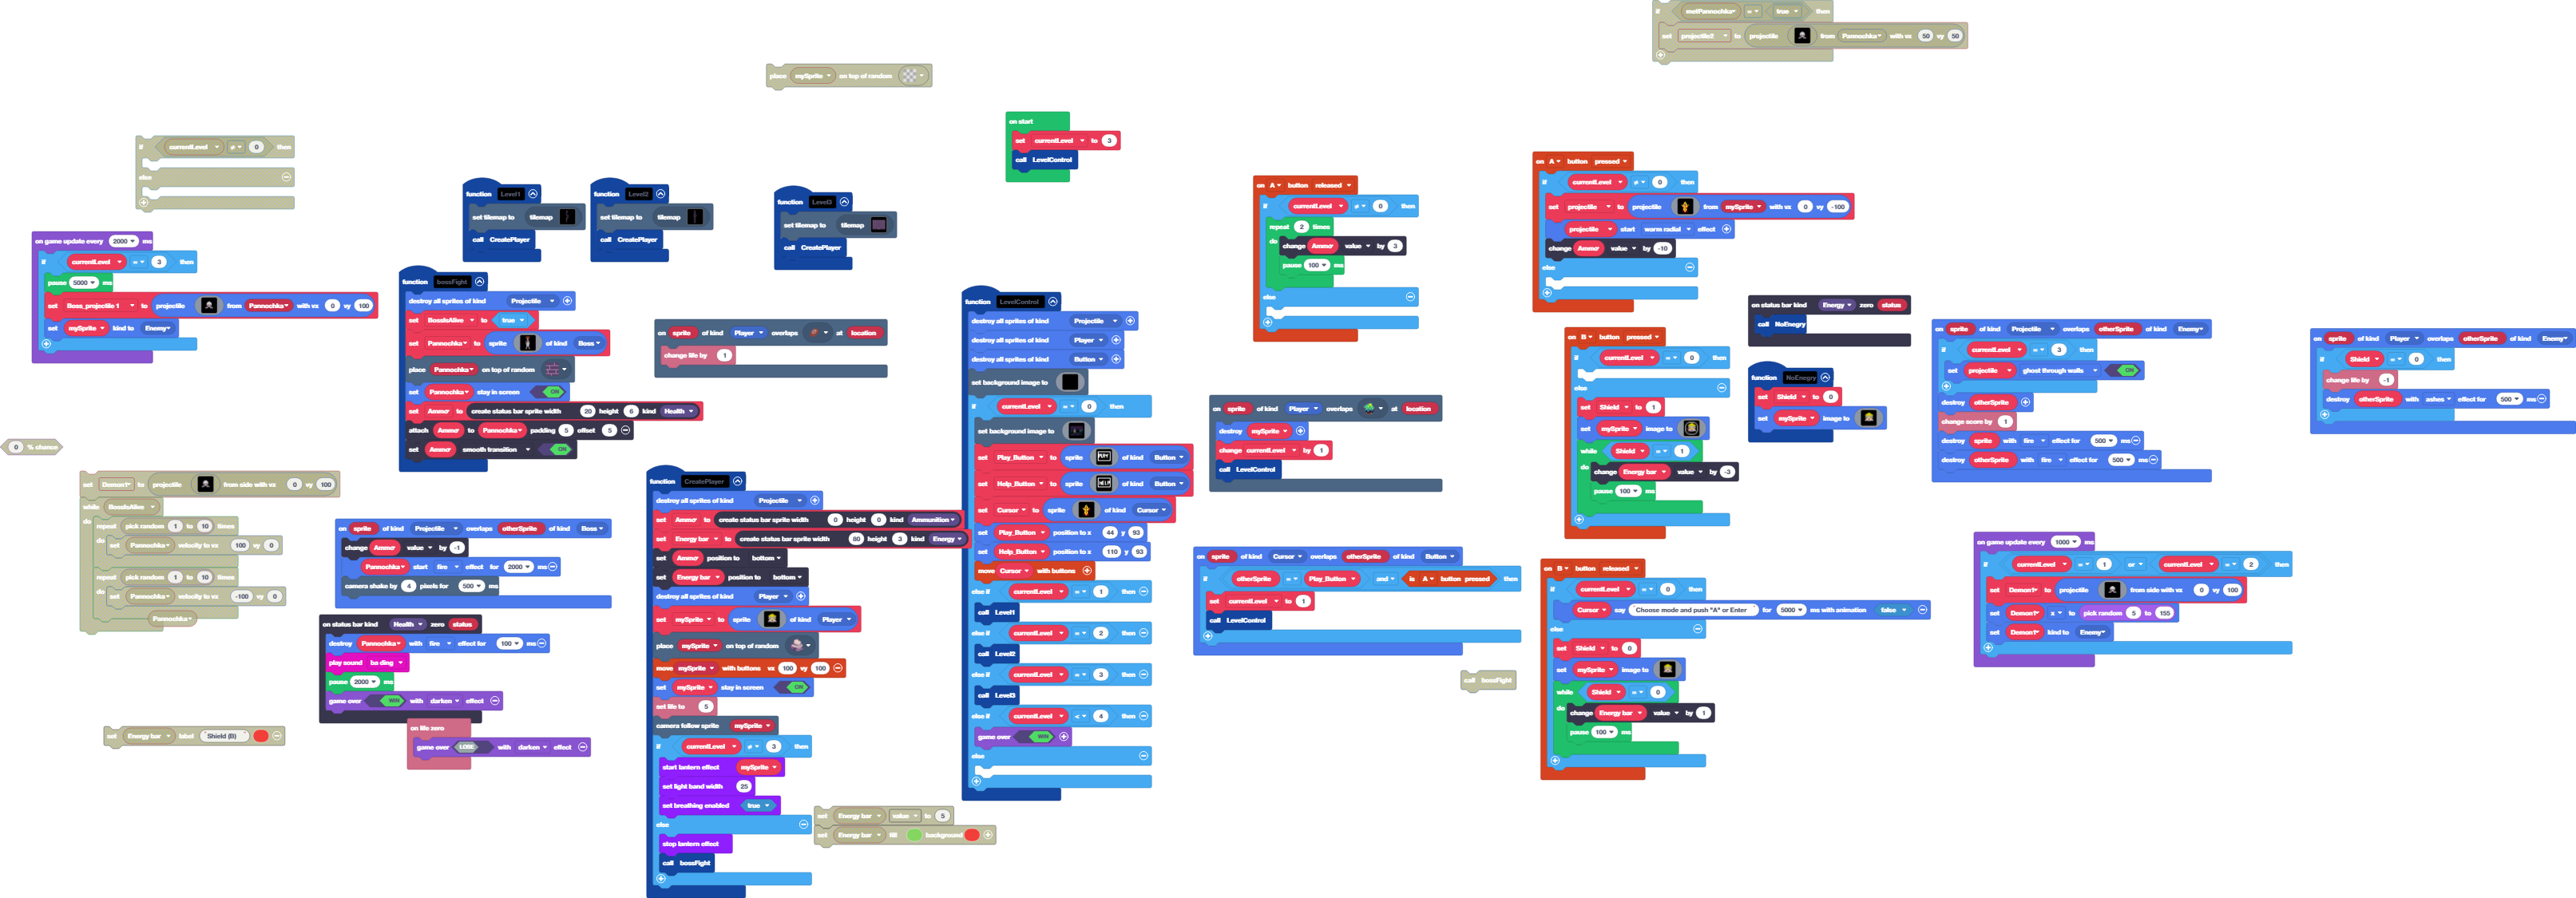 if metPannochka = true then
set projectile2 to projectile from Pannochka with vx 50 vy 50
place mySprite on top of random
on start
set currentLevel to 3
call LevelControl
if currentLevel ≠ 0 then
else
function Level1
set tilemap to tilemap
call CreatePlayer
function Level2
set tilemap to tilemap
call CreatePlayer
function Level3
set tilemap to tilemap
call CreatePlayer
on game update every 2000 ms
if currentLevel = 3 then
pause 5000 ms
set Boss_projectile 1 to projectile from Pannochka with vx 0 vy 100
set mySprite kind to Enemy
function bossFight
destroy all sprites of kind Projectile
set BossIsAlive to true
set Pannochka to sprite of kind Boss
place Pannochka on top of random
set Pannochka stay in screen ON
set Ammo to create status bar sprite width 20 height 6 kind Health
attach Ammo to Pannochka padding 5 offset 5
set Ammo smooth transition ON
on sprite of kind Player overlaps at location
change life by 1
0 % chance
set Demon1 to projectile from side with vx 0 vy 100
while BossIsAlive
do repeat pick random 1 to 10 times
do set Pannochka velocity to vx 100 vy 0
repeat pick random 1 to 10 times
do set Pannochka velocity to vx -100 vy 0
Pannochka
on sprite of kind Projectile overlaps otherSprite of kind Boss
change Ammo value by -1
Pannochka start fire effect for 2000 ms
camera shake by 4 pixels for 500 ms
on status bar kind Health zero status
destroy Pannochka with fire effect for 100 ms
play sound ba ding
pause 2000 ms
game over WIN with darken effect
on life zero
game over LOSE with darken effect
set Energy bar label "Shield (B)"
function CreatePlayer
destroy all sprites of kind Projectile
set Ammo to create status bar sprite width 0 height 0 kind Ammunition
set Energy bar to create status bar sprite width 80 height 3 kind Energy
set Ammo position to bottom
set Energy bar position to bottom
destroy all sprites of kind Player
set mySprite to sprite of kind Player
place mySprite on top of random
move mySprite with buttons vx 100 vy 100
set mySprite stay in screen ON
set life to 5
camera follow sprite mySprite
if currentLevel ≠ 3 then
start lantern effect mySprite
set light band width 25
set breathing enabled true
else
stop lantern effect
call bossFight
set Energy bar value to 5
set Energy bar fill background
function LevelControl
destroy all sprites of kind Projectile
destroy all sprites of kind Player
destroy all sprites of kind Button
set background image to
if currentLevel = 0 then
set background image to
set Play_Button to sprite of kind Button
set Help_Button to sprite of kind Button
set Cursor to sprite of kind Cursor
set Play_Button position to x 44 y 93
set Help_Button position to x 110 y 93
move Cursor with buttons
else if currentLevel = 1 then
call Level1
else if currentLevel = 2 then
call Level2
else if currentLevel = 3 then
call Level3
else if currentLevel < 4 then
game over WIN
else
on A button released
if currentLevel ≠ 0 then
repeat 2 times
do change Ammo value by 3
pause 100 ms
else
on sprite of kind Player overlaps at location
destroy mySprite
change currentLevel by 1
call LevelControl
on sprite of kind Cursor overlaps otherSprite of kind Button
if otherSprite = Play_Button and is A button pressed then
set currentLevel to 1
call LevelControl
call bossFight
on A button pressed
if currentLevel ≠ 0 then
set projectile to projectile from mySprite with vx 0 vy -100
projectile start warm radial effect
change Ammo value by -10
else
on B button pressed
if currentLevel = 0 then
else
set Shield to 1
set mySprite image to
while Shield = 1
do change Energy bar value by -3
pause 100 ms
on B button released
if currentLevel = 0 then
Cursor say "Choose mode and push "A" or Enter" for 5000 ms with animation false
else
set Shield to 0
set mySprite image to
while Shield = 0
do change Energy bar value by 1
pause 100 ms
on status bar kind Energy zero status
call NoEnegry
function NoEnegry
set Shield to 0
set mySprite image to
on sprite of kind Projectile overlaps otherSprite of kind Enemy
if currentLevel = 3 then
set projectile ghost through walls ON
destroy otherSprite
change score by 1
destroy sprite with fire effect for 500 ms
destroy otherSprite with fire effect for 500 ms
on game update every 1000 ms
if currentLevel = 1 or currentLevel = 2 then
set Demon1 to projectile from side with vx 0 vy 100
set Demon1 x to pick random 5 to 155
set Demon1 kind to Enemy
on sprite of kind Player overlaps otherSprite of kind Enemy
if Shield = 0 then
change life by -1
destroy otherSprite with ashes effect for 500 ms